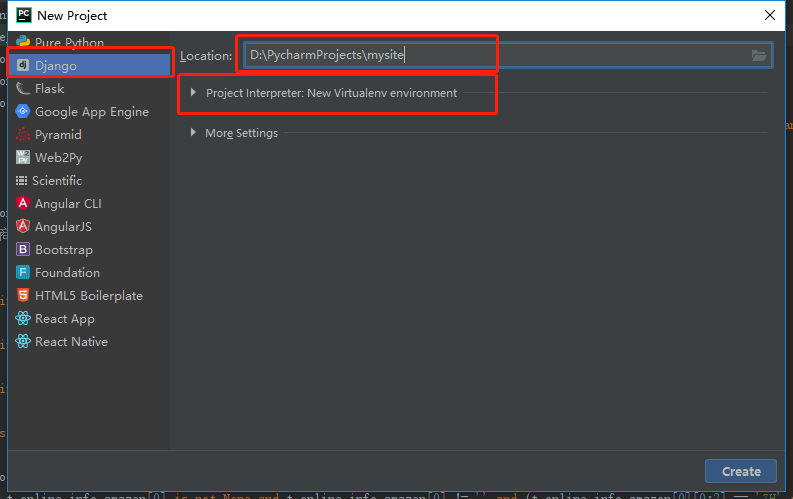 New Project
Pure Python
Django
Flask
Google App Engine
Pyramid
Web2Py
Scientific
Angular CLI
AngularJS
Bootstrap
Foundation
HTML5 Boilerplate
React App
React Native
Location: D:\PycharmProjects\mysite
Project Interpreter: New Virtualenv environment
More Settings
Create